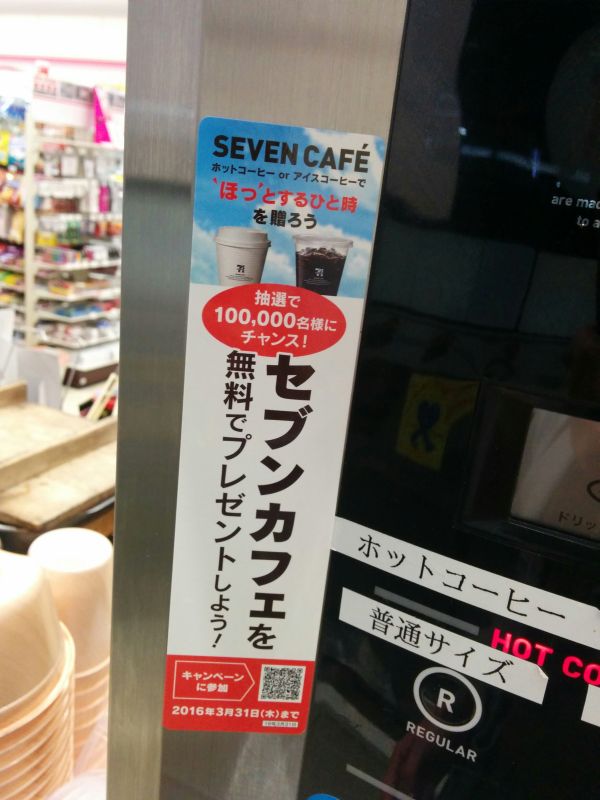 SEVEN CAFÉ
ホットコーヒー or アイスコーヒーで
"ほっ"とするひと時
を贈ろう
抽選で
100,000名様に
チャンス!
セブンカフェを
無料でプレゼントしよう!
キャンペーン
に参加
2016年3月31日(木)まで
are mad
to a
ドリッ
ホットコーヒー
普通サイズ
HOT CO
R
REGULAR